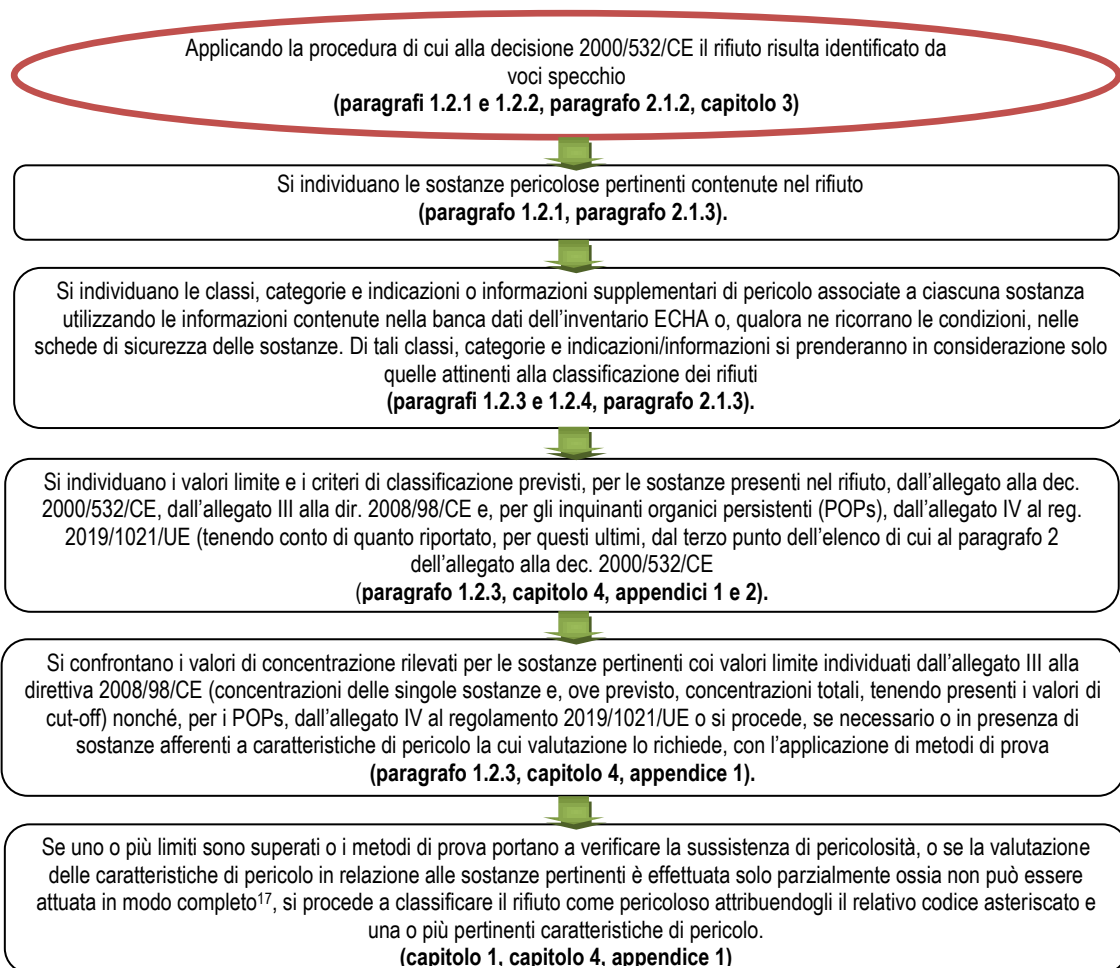 Applicando la procedura di cui alla decisione 2000/532/CE il rifiuto risulta identificato da
voci specchio
(paragrafi 1.2.1 e 1.2.2, paragrafo 2.1.2, capitolo 3)
Si individuano le sostanze pericolose pertinenti contenute nel rifiuto
(paragrafo 1.2.1, paragrafo 2.1.3).
Si individuano le classi, categorie e indicazioni o informazioni supplementari di pericolo associate a ciascuna sostanza
utilizzando le informazioni contenute nella banca dati dell’inventario ECHA o, qualora ne ricorrano le condizioni, nelle
schede di sicurezza delle sostanze. Di tali classi, categorie e indicazioni/informazioni si prenderanno in considerazione solo
quelle attinenti alla classificazione dei rifiuti
(paragrafi 1.2.3 e 1.2.4, paragrafo 2.1.3).
Si individuano i valori limite e i criteri di classificazione previsti, per le sostanze presenti nel rifiuto, dall’allegato alla dec.
2000/532/CE, dall’allegato III alla dir. 2008/98/CE e, per gli inquinanti organici persistenti (POPs), dall’allegato IV al reg.
2019/1021/UE (tenendo conto di quanto riportato, per questi ultimi, dal terzo punto dell’elenco di cui al paragrafo 2
dell’allegato alla dec. 2000/532/CE
(paragrafo 1.2.3, capitolo 4, appendici 1 e 2).
Si confrontano i valori di concentrazione rilevati per le sostanze pertinenti coi valori limite individuati dall’allegato III alla
direttiva 2008/98/CE (concentrazioni delle singole sostanze e, ove previsto, concentrazioni totali, tenendo presenti i valori di
cut-off) nonché, per i POPs, dall’allegato IV al regolamento 2019/1021/UE o si procede, se necessario o in presenza di
sostanze afferenti a caratteristiche di pericolo la cui valutazione lo richiede, con l’applicazione di metodi di prova
(paragrafo 1.2.3, capitolo 4, appendice 1).
Se uno o più limiti sono superati o i metodi di prova portano a verificare la sussistenza di pericolosità, o se la valutazione
delle caratteristiche di pericolo in relazione alle sostanze pertinenti è effettuata solo parzialmente ossia non può essere
attuata in modo completo¹⁷, si procede a classificare il rifiuto come pericoloso attribuendogli il relativo codice asteriscato e
una o più pertinenti caratteristiche di pericolo.
(capitolo 1, capitolo 4, appendice 1)